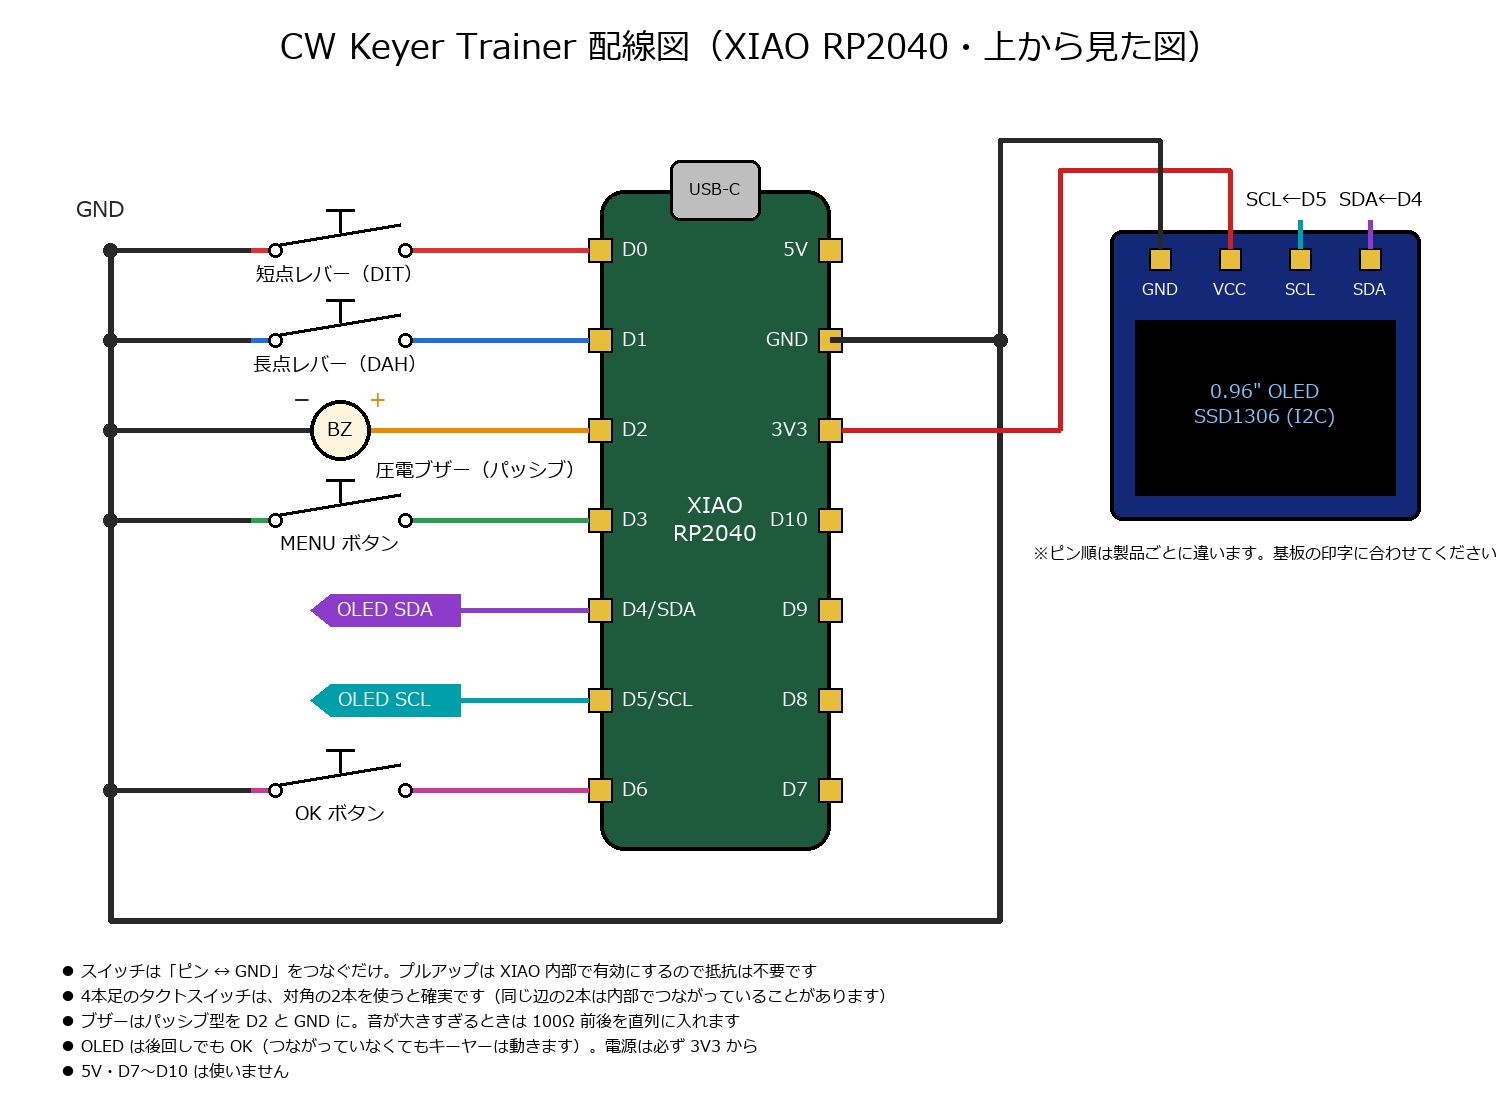 CW Keyer Trainer 配線図（XIAO RP2040・上から見た図）
USB-C
GND
短点レバー（DIT）
長点レバー（DAH）
− +
BZ
圧電ブザー（パッシブ）
MENU ボタン
OLED SDA
OLED SCL
OK ボタン
D0
D1
D2
D3
D4/SDA
D5/SCL
D6
XIAO
RP2040
5V
GND
3V3
D10
D9
D8
D7
SCL←D5 SDA←D4
GND VCC SCL SDA
0.96" OLED
SSD1306 (I2C)
※ピン順は製品ごとに違います。基板の印字に合わせてください
● スイッチは「ピン ↔ GND」をつなぐだけ。プルアップは XIAO 内部で有効にするので抵抗は不要です
● 4本足のタクトスイッチは、対角の2本を使うと確実です（同じ辺の2本は内部でつながっていることがあります）
● ブザーはパッシブ型を D2 と GND に。音が大きすぎるときは 100Ω 前後を直列に入れます
● OLED は後回しでも OK（つながっていなくてもキーヤーは動きます）。電源は必ず 3V3 から
● 5V・D7～D10 は使いません